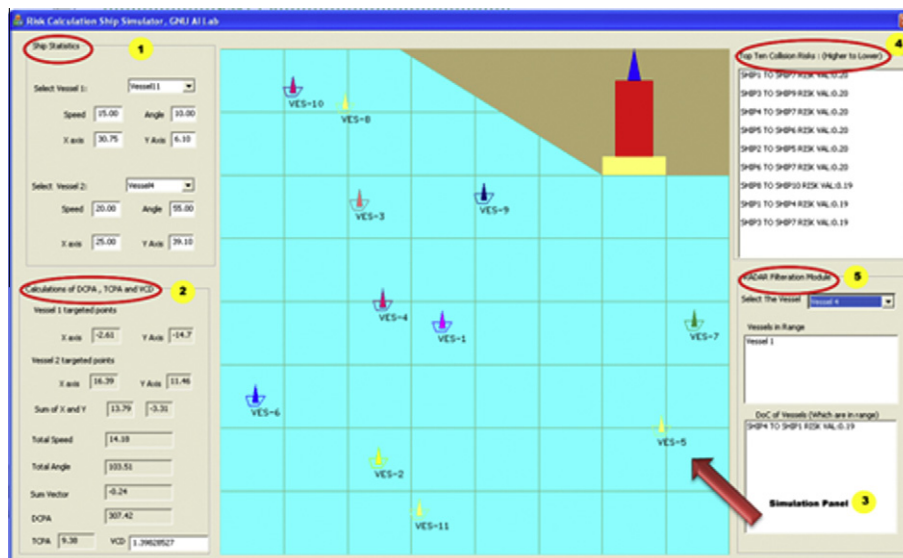 Risk Calculation Ship Simulator, GNU AI Lab
Ship Statistics
1
Select Vessel 1:
Vessel11
Speed 15.00 Angle 10.00
X axis 30.75 Y Axis 6.10
Select Vessel 2:
Vessel4
Speed 20.00 Angle 55.00
X axis 25.00 Y Axis 39.10
Calculations of DCPA , TCPA and VCD
2
Vessel 1 targeted points
X axis -2.61 Y Axis -14.7
Vessel 2 targeted points
X axis 16.39 Y Axis 11.46
Sum of X and Y 13.79 -3.31
Total Speed 14.18
Total Angle 103.51
Sum Vector -0.24
DCPA 307.42
TCPA 9.38 VCD 1.39828527
VES-10
VES-8
VES-3
VES-9
VES-4
VES-1
VES-7
VES-6
VES-5
VES-2
VES-11
4
Top Ten Collision Risks : (Higher to Lower)
SHIP1 TO SHIP7 RISK VAL:0.20
SHIP3 TO SHIP9 RISK VAL:0.20
SHIP4 TO SHIP7 RISK VAL:0.20
SHIP5 TO SHIP6 RISK VAL:0.20
SHIP2 TO SHIP5 RISK VAL:0.20
SHIP6 TO SHIP7 RISK VAL:0.20
SHIP8 TO SHIP10 RISK VAL:0.19
SHIP1 TO SHIP4 RISK VAL:0.19
SHIP3 TO SHIP7 RISK VAL:0.19
RADAR Filteration Module
5
Select The Vessel Vessel 4
Vessels in Range
Vessel 1
DoC of Vessels (Which are in range)
SHIP4 TO SHIP1 RISK VAL:0.19
Simulation Panel 3